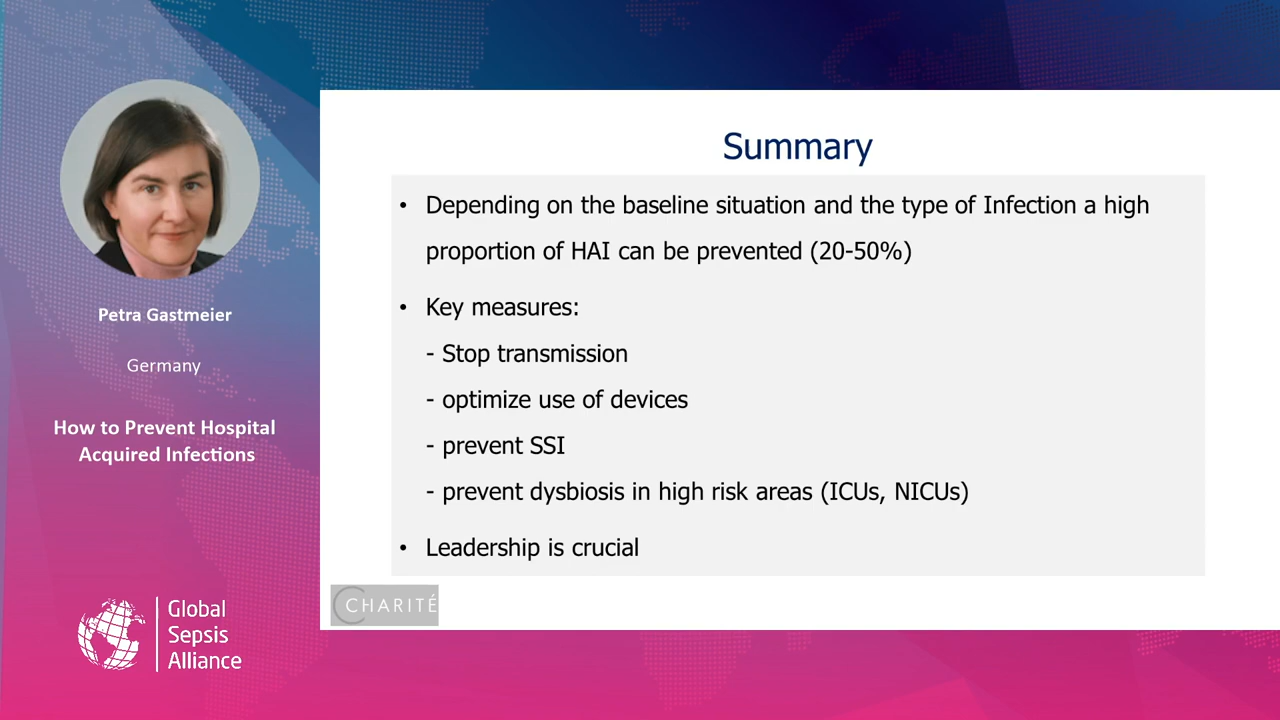 Petra Gastmeier
Germany
How to Prevent Hospital
Acquired Infections
Global
Sepsis
Alliance
Summary
• Depending on the baseline situation and the type of Infection a high
proportion of HAI can be prevented (20-50%)
• Key measures:
- Stop transmission
- optimize use of devices
- prevent SSI
- prevent dysbiosis in high risk areas (ICUs, NICUs)
• Leadership is crucial
CHARITÉ